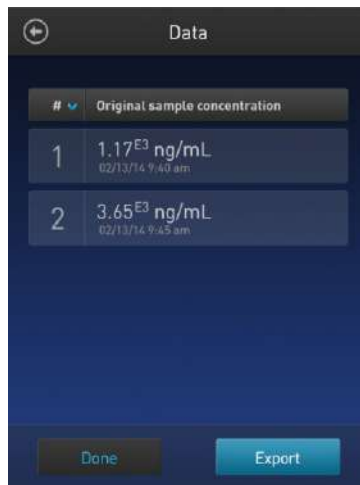 Data
# Original sample concentration
1 1.17E3 ng/mL
02/13/14 9:40 am
2 3.65E3 ng/mL
02/13/14 9:45 am
Done Export